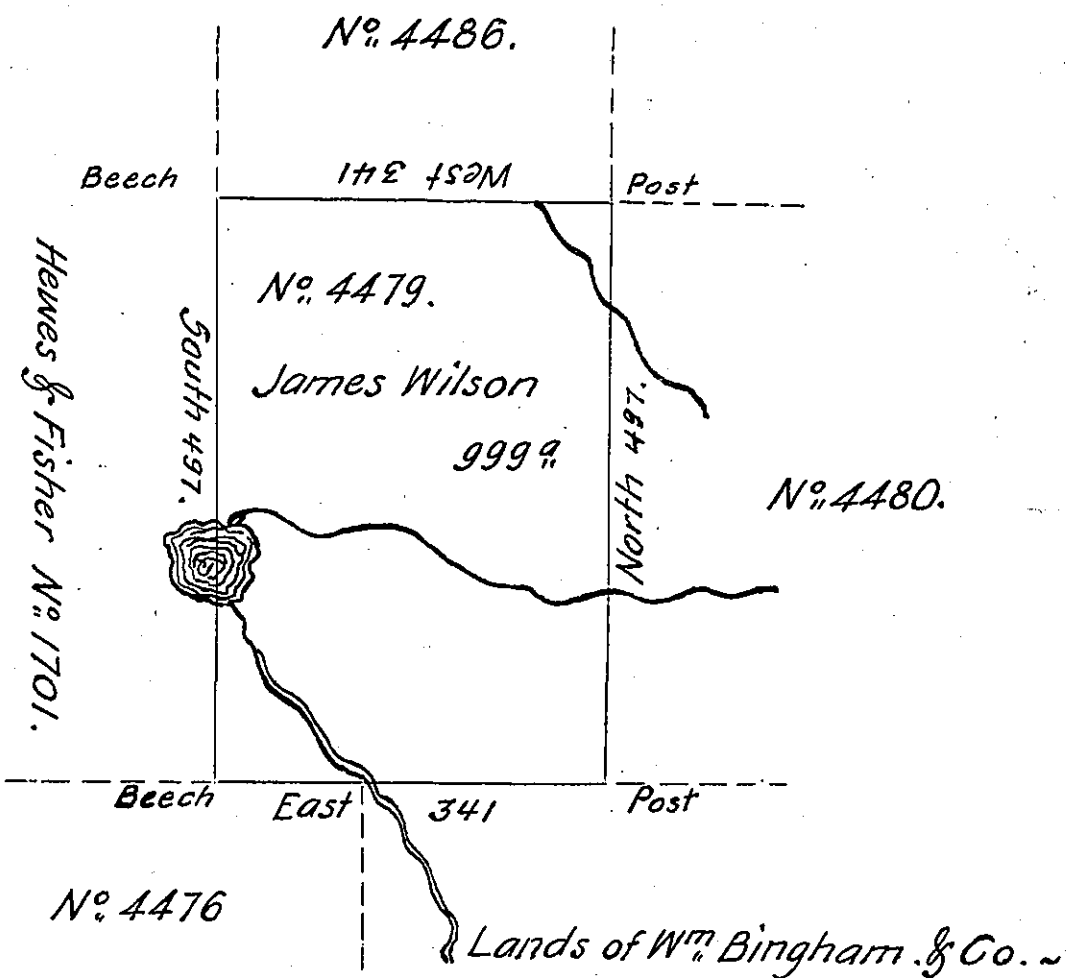 Nº 4486.
Beech
West 341
Post
Nº 4479.
Hewes & Fisher Nº 1701.
South 497.
James Wilson
999 a
North 497.
Nº 4480.
Beech
East 341
Post
Nº 4476
Lands of Wm Bingham. & Co. ~